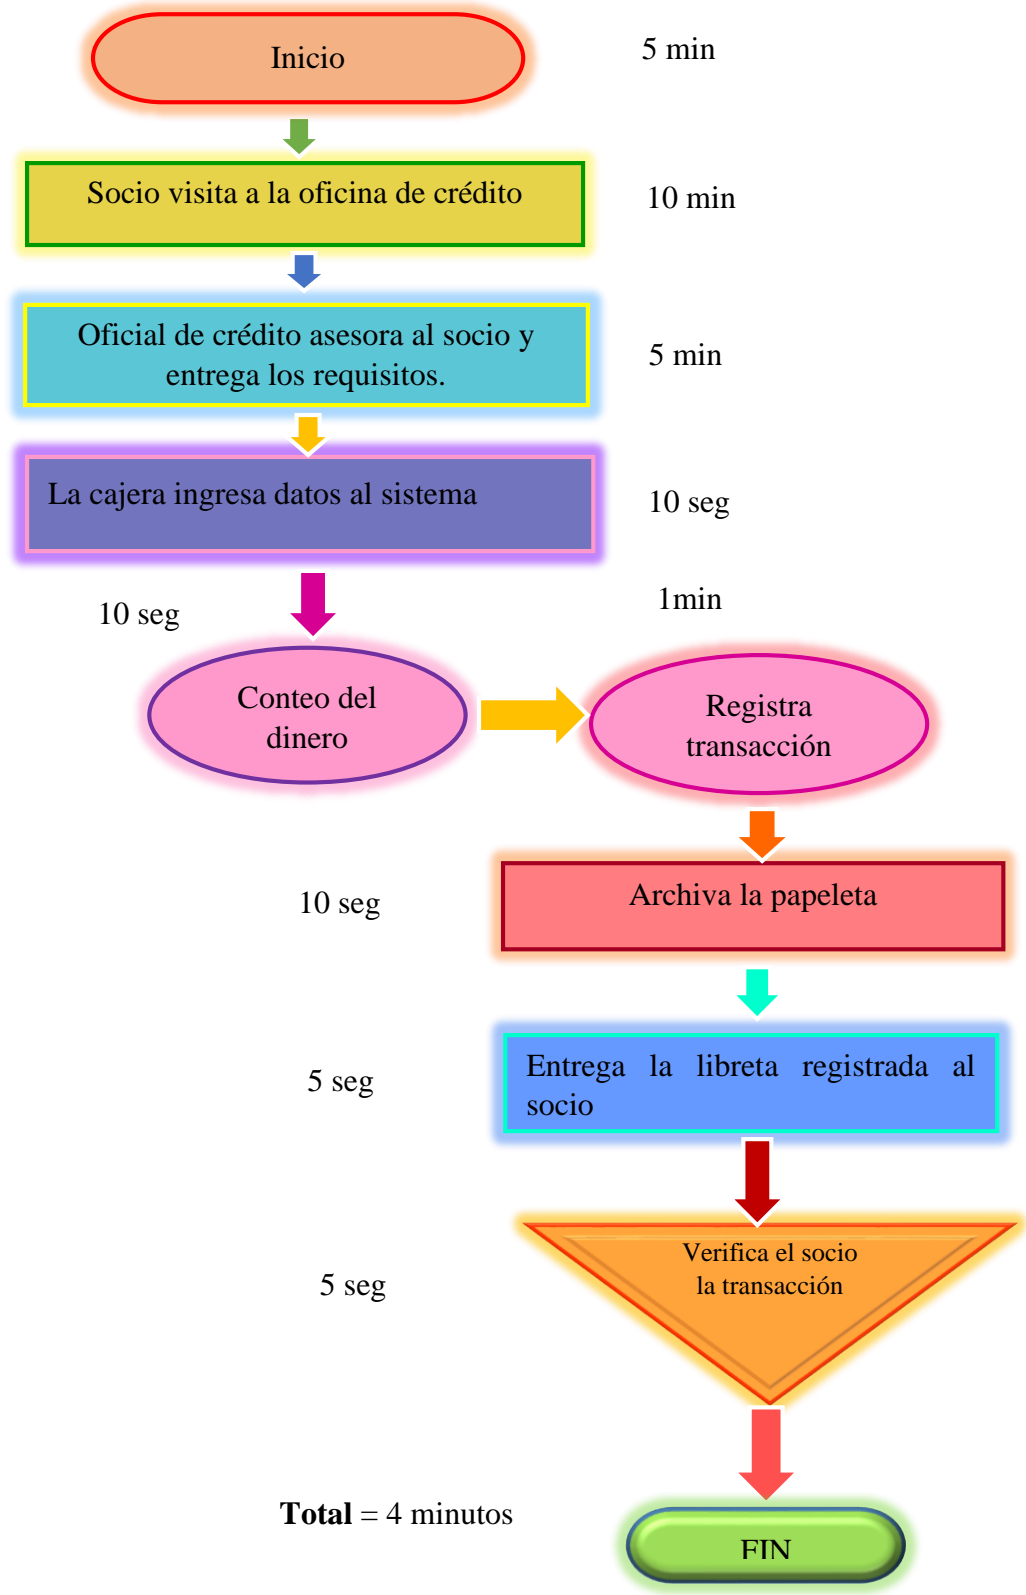 Inicio
5 min
Socio visita a la oficina de crédito
10 min
Oficial de crédito asesora al socio y
entrega los requisitos.
5 min
La cajera ingresa datos al sistema
10 seg
10 seg
1min
Conteo del
dinero
Registra
transacción
10 seg
Archiva la papeleta
5 seg
Entrega la libreta registrada al
socio
5 seg
Verifica el socio
la transacción
Total = 4 minutos
FIN